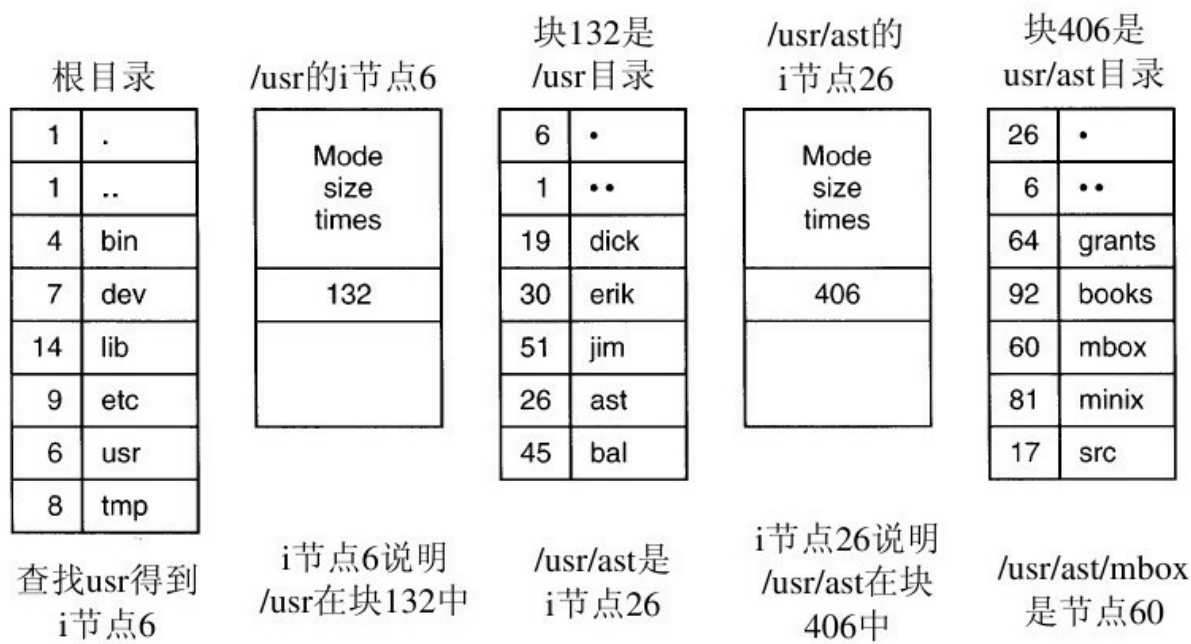 根目录
1 .
1 ..
4 bin
7 dev
14 lib
9 etc
6 usr
8 tmp
查找usr得到
i节点6
/usr的i节点6
Mode
size
times
132
i节点6说明
/usr在块132中
块132是
/usr目录
6 •
1 ••
19 dick
30 erik
51 jim
26 ast
45 bal
/usr/ast是
i节点26
/usr/ast的
i节点26
Mode
size
times
406
i节点26说明
/usr/ast在块
406中
块406是
usr/ast目录
26 •
6 ••
64 grants
92 books
60 mbox
81 minix
17 src
/usr/ast/mbox
是节点60